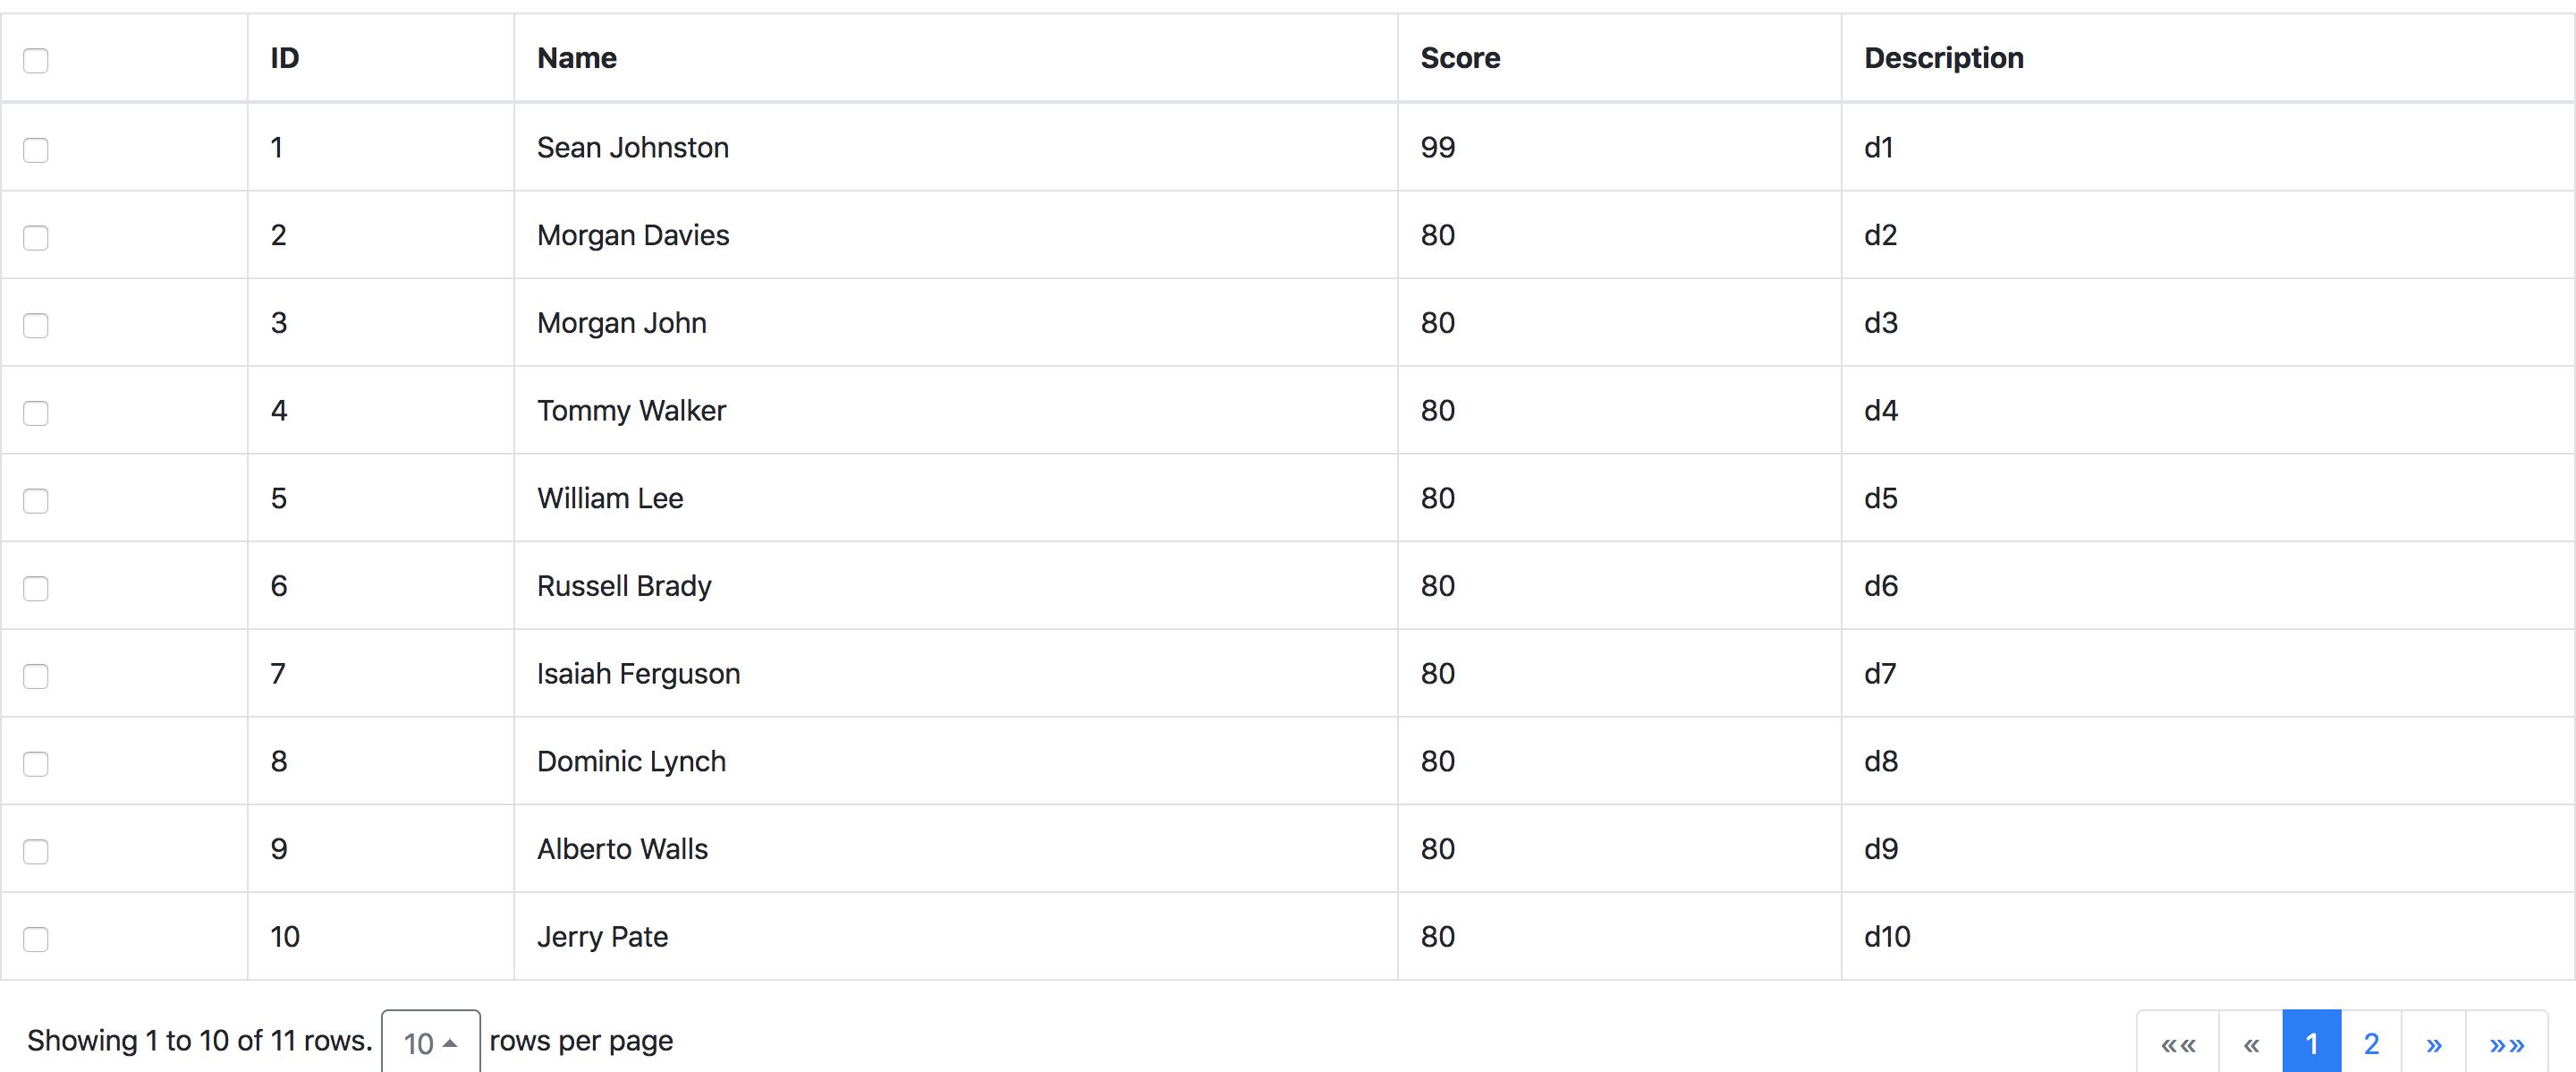 ID Name Score Description
1 Sean Johnston 99 d1
2 Morgan Davies 80 d2
3 Morgan John 80 d3
4 Tommy Walker 80 d4
5 William Lee 80 d5
6 Russell Brady 80 d6
7 Isaiah Ferguson 80 d7
8 Dominic Lynch 80 d8
9 Alberto Walls 80 d9
10 Jerry Pate 80 d10
Showing 1 to 10 of 11 rows. 10 rows per page «« « 1 2 » »»